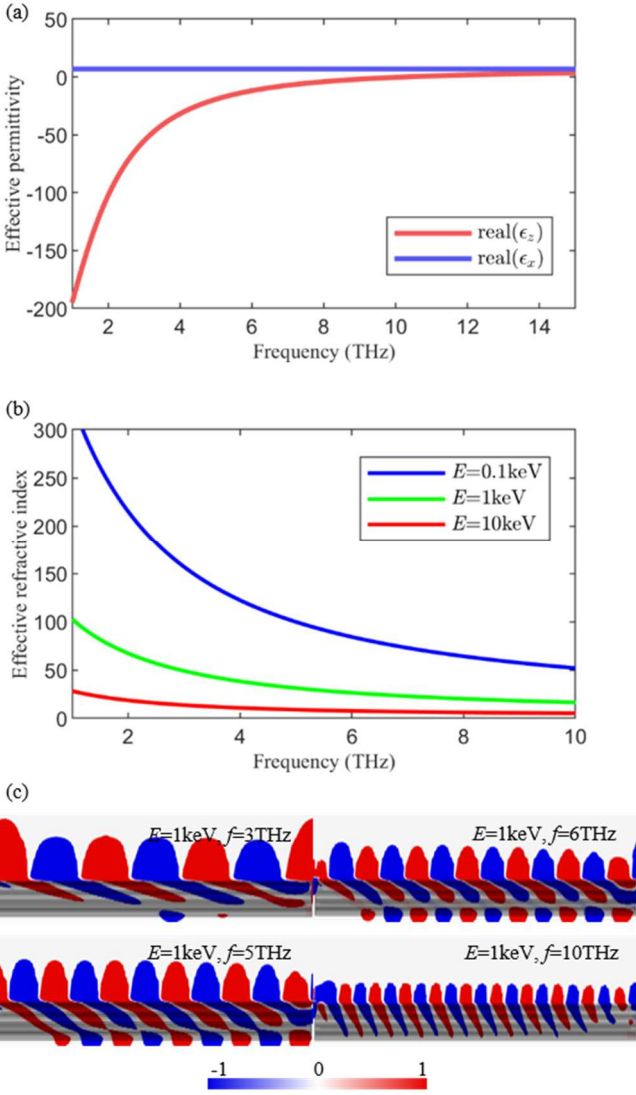 (a)
50
0
-50
-100
-150
-200
Effective permittivity
real(ϵz)
real(ϵx)
2 4 6 8 10 12 14
Frequency (THz)
(b)
300
250
200
150
100
50
0
Effective refractive index
E=0.1keV
E=1keV
E=10keV
2 4 6 8 10
Frequency (THz)
(c)
E=1keV, f=3THz
E=1keV, f=6THz
E=1keV, f=5THz
E=1keV, f=10THz
-1 0 1